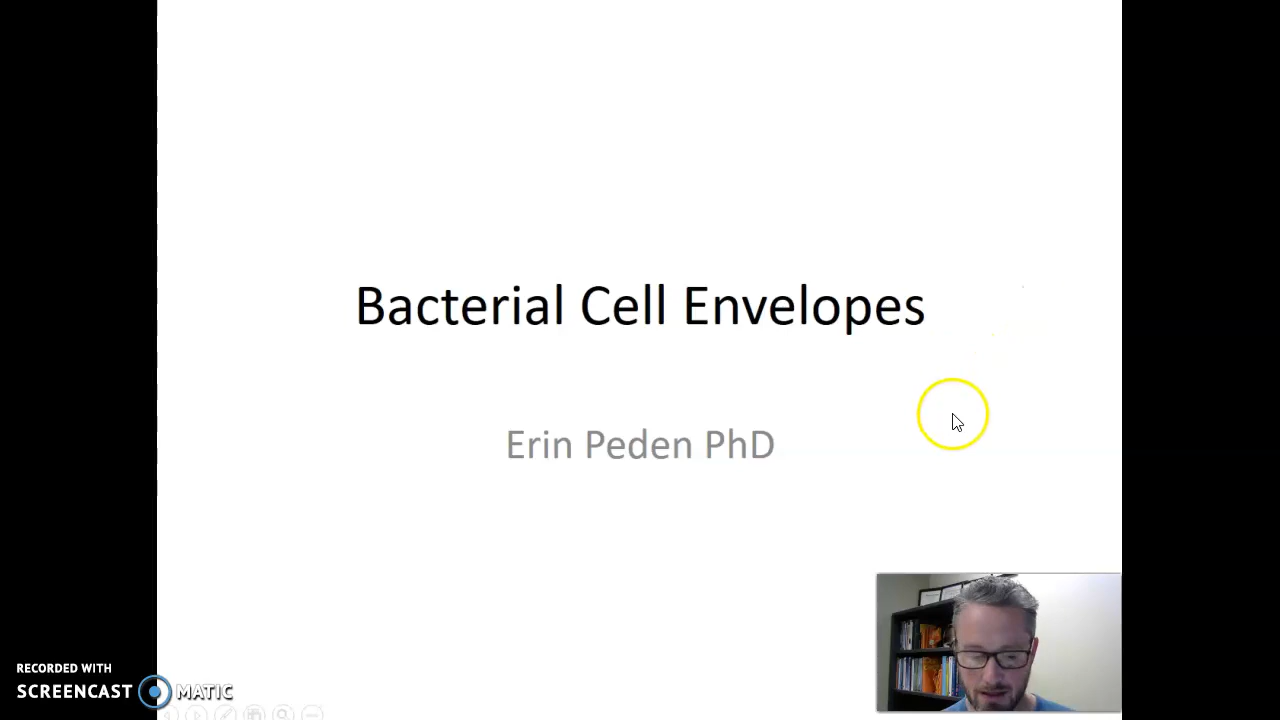 Bacterial Cell Envelopes
Erin Peden PhD
RECORDED WITH
SCREENCAST MATIC